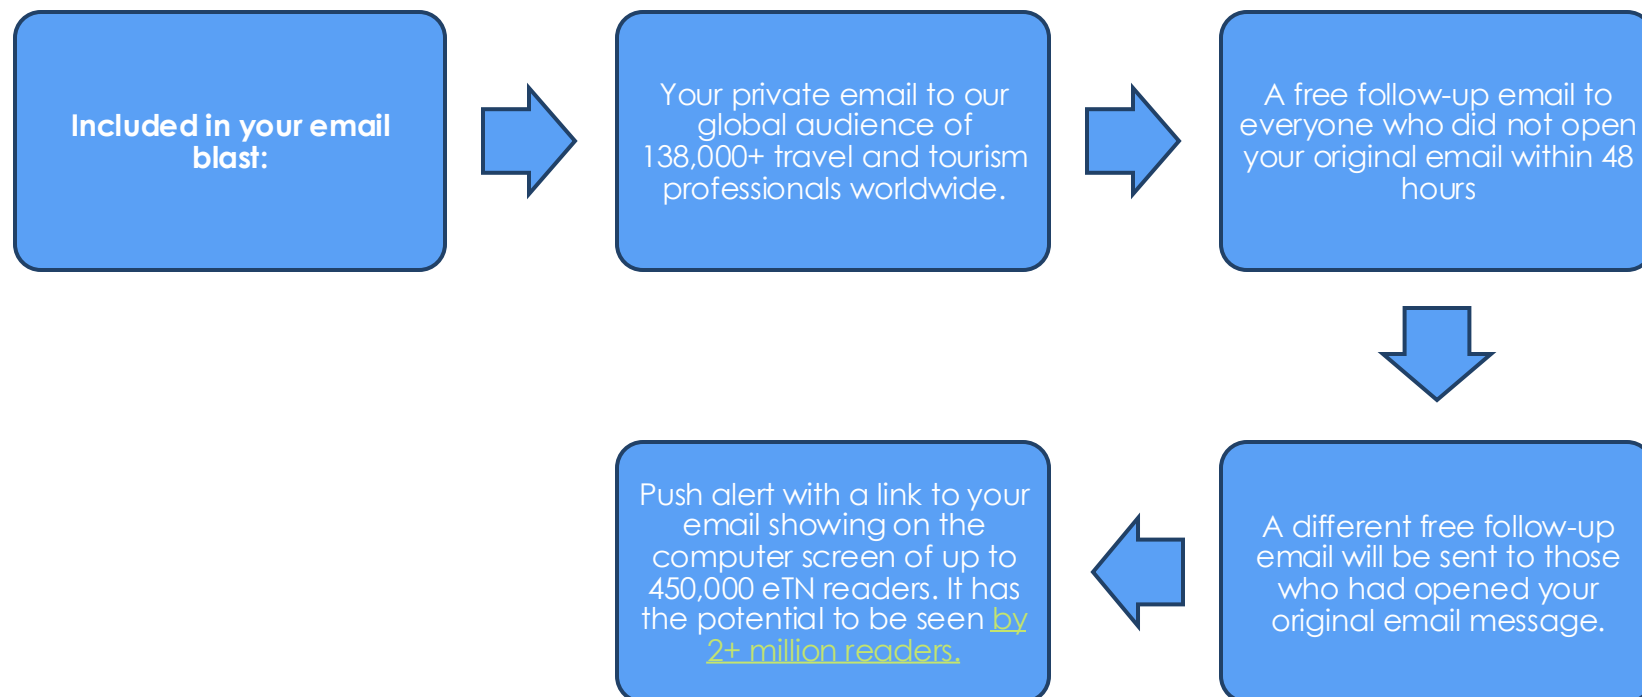 Included in your email
blast:
Your private email to our
global audience of
138,000+ travel and tourism
professionals worldwide.
A free follow-up email to
everyone who did not open
your original email within 48
hours
A different free follow-up
email will be sent to those
who had opened your
original email message.
Push alert with a link to your
email showing on the
computer screen of up to
450,000 eTN readers. It has
the potential to be seen by
2+ million readers.